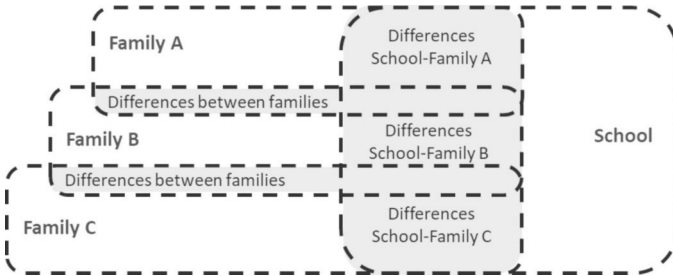 Family A
Differences
School-Family A
Differences between families
Family B
Differences
School-Family B
School
Differences between families
Family C
Differences
School-Family C